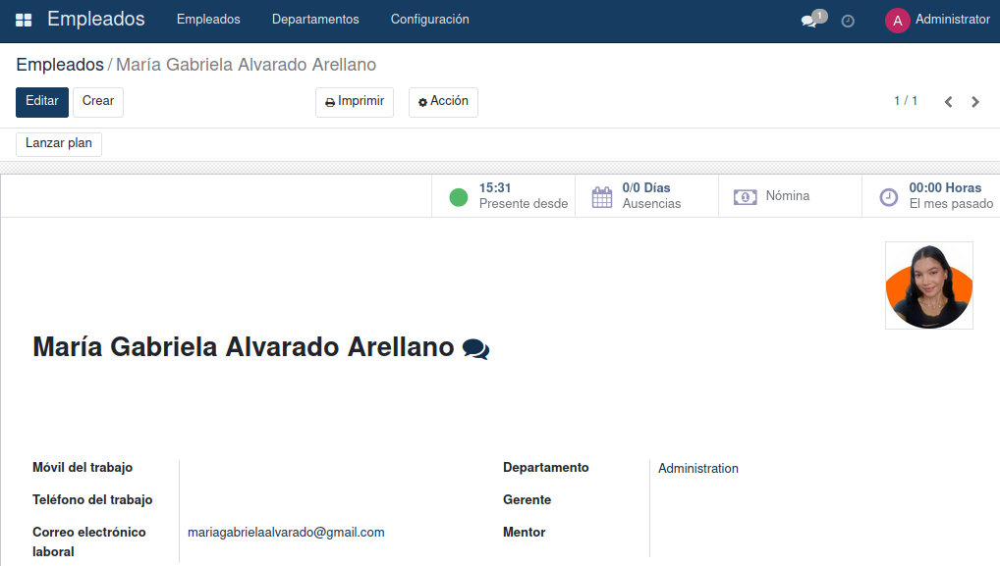 Empleados Empleados Departamentos Configuración 1 A Administrator
Empleados / María Gabriela Alvarado Arellano
Editar Crear Imprimir Acción 1 / 1
Lanzar plan
15:31 0/0 Días Nómina 00:00 Horas
Presente desde Ausencias El mes pasado
María Gabriela Alvarado Arellano
Móvil del trabajo Departamento Administration
Teléfono del trabajo Gerente
Correo electrónico mariagabrielaalvarado@gmail.com Mentor
laboral